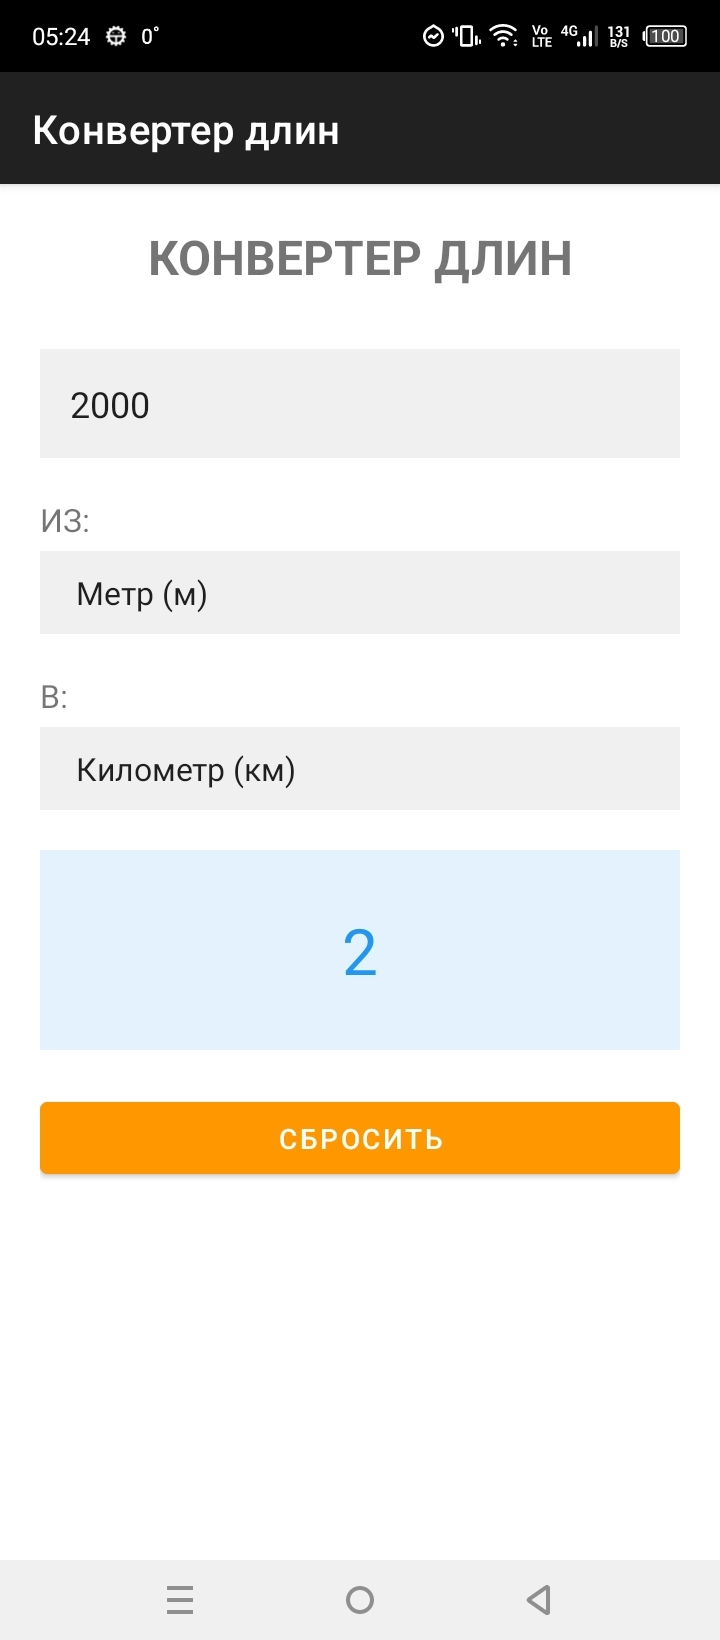 05:24 0°
Vo LTE 4G 131 B/S 100
Конвертер длин
КОНВЕРТЕР ДЛИН
2000
ИЗ:
Метр (м)
В:
Километр (км)
2
СБРОСИТЬ